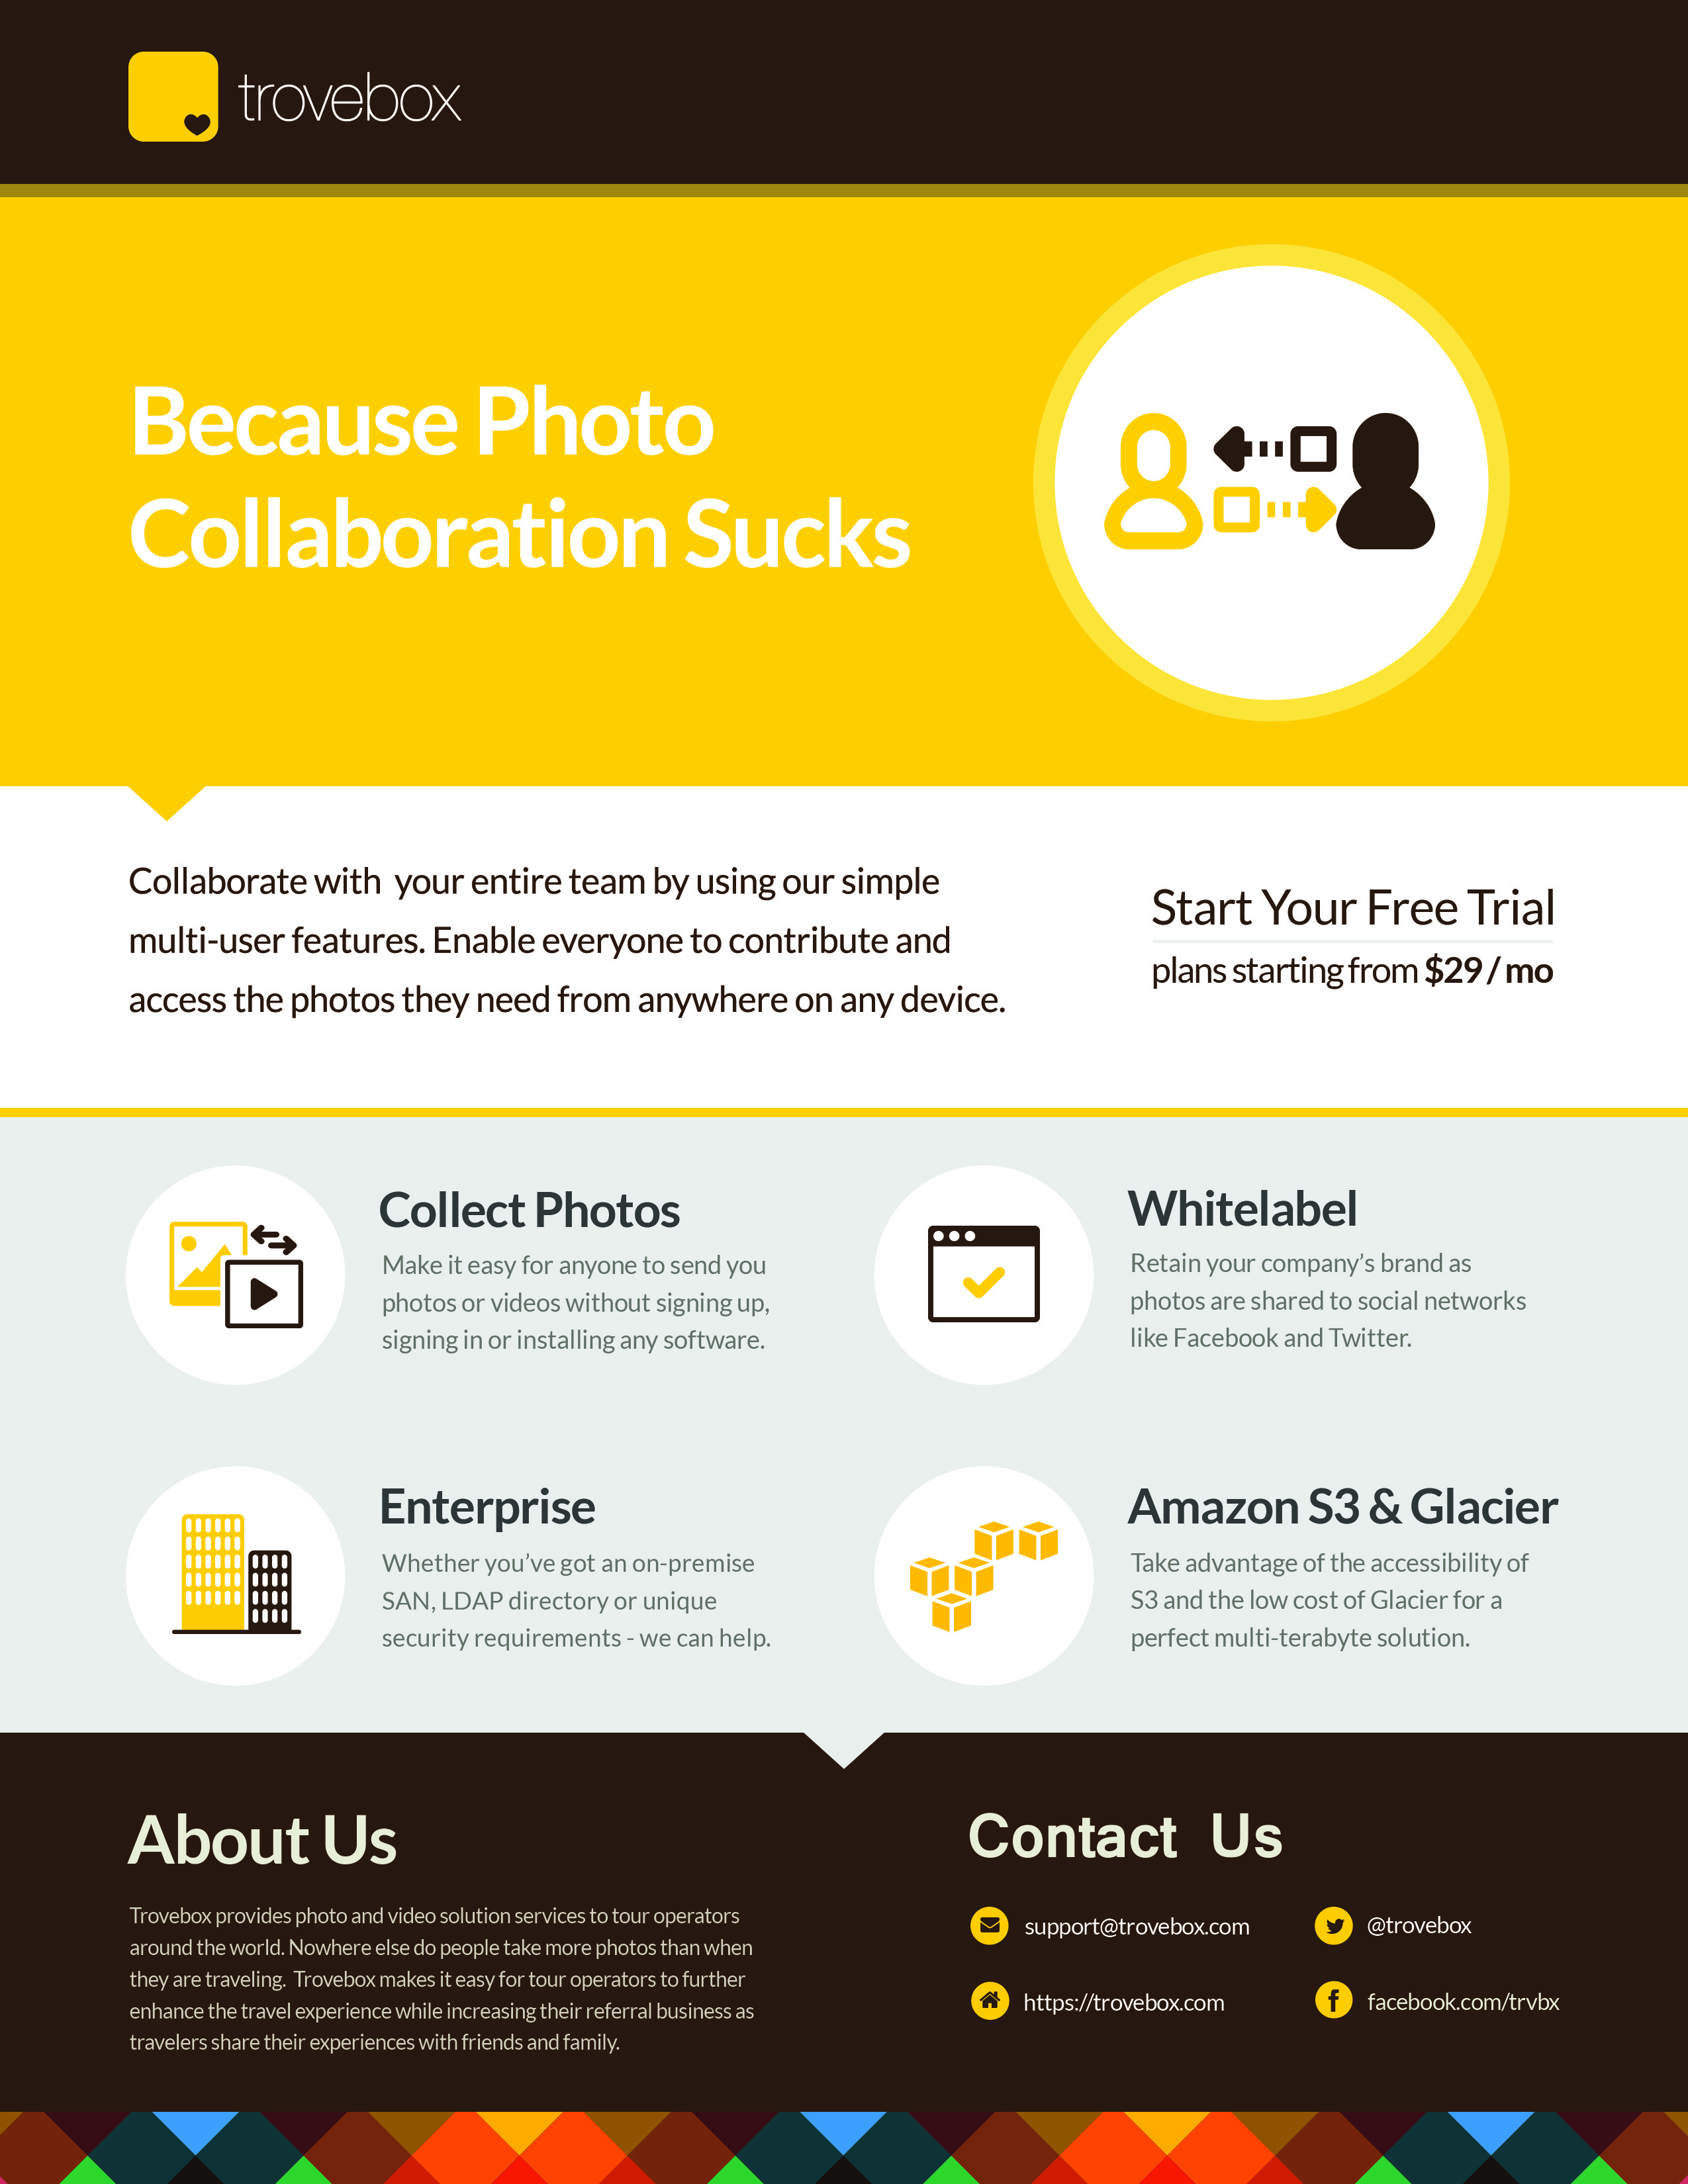 trovebox
Because Photo
Collaboration Sucks
Collaborate with  your entire team by using our simple
multi-user features. Enable everyone to contribute and
access the photos they need from anywhere on any device.
Start Your Free Trial
plans starting from $29 / mo
Collect Photos
Make it easy for anyone to send you
photos or videos without signing up,
signing in or installing any software.
Whitelabel
Retain your company’s brand as
photos are shared to social networks
like Facebook and Twitter.
Enterprise
Whether you’ve got an on-premise
SAN, LDAP directory or unique
security requirements - we can help.
Amazon S3 & Glacier
Take advantage of the accessibility of
S3 and the low cost of Glacier for a
perfect multi-terabyte solution.
About Us
Trovebox provides photo and video solution services to tour operators
around the world. Nowhere else do people take more photos than when
they are traveling.  Trovebox makes it easy for tour operators to further
enhance the travel experience while increasing their referral business as
travelers share their experiences with friends and family.
Contact Us
support@trovebox.com
@trovebox
https://trovebox.com
facebook.com/trvbx